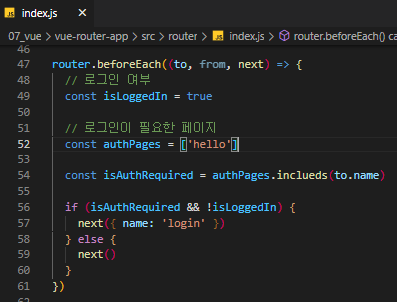 JS index.js ×
07_vue > vue-router-app > src > router > JS index.js > router.beforeEach() ca
46
47 router.beforeEach((to, from, next) => {
48 // 로그인 여부
49 const isLoggedIn = true
50
51 // 로그인이 필요한 페이지
52 const authPages = ['hello']
53
54 const isAuthRequired = authPages.inclueds(to.name)
55
56 if (isAuthRequired && !isLoggedIn) {
57 next({ name: 'login' })
58 } else {
59 next()
60 }
61 })
62